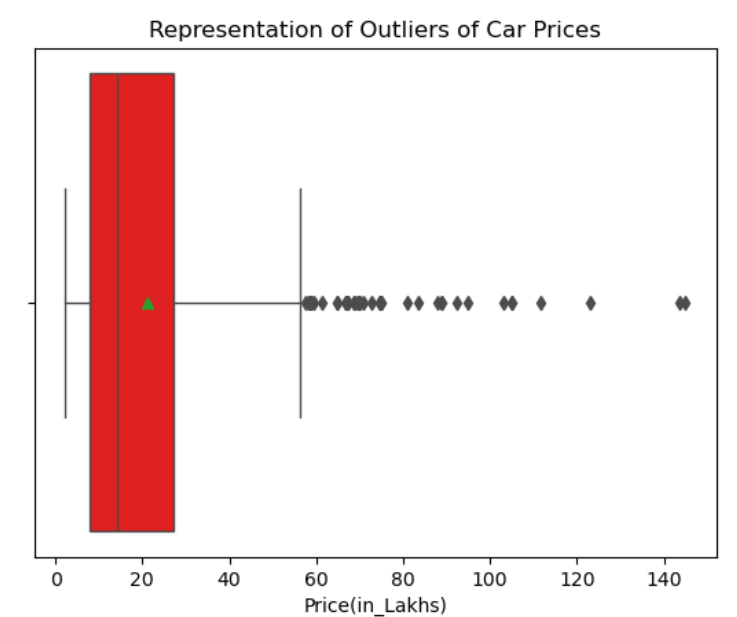 Representation of Outliers of Car Prices
0 20 40 60 80 100 120 140
Price(in_Lakhs)